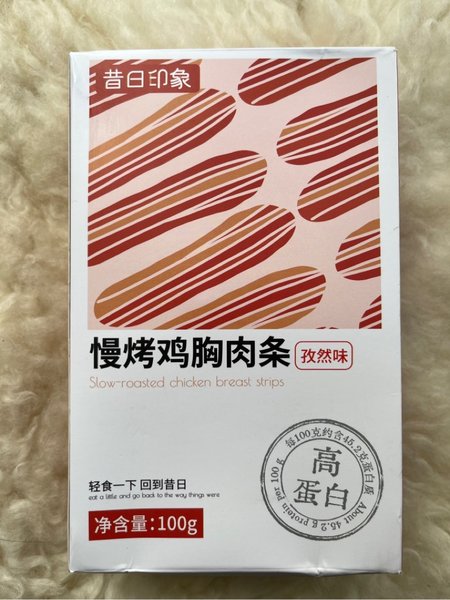 昔日印象
慢烤鸡胸肉条
孜然味
Slow-roasted chicken breast strips
每100克约含45.2克蛋白质
高
蛋白
About 45.2 g protein per 100 g
轻食一下 回到昔日
eat a little and go back to the way things were
净含量:100g